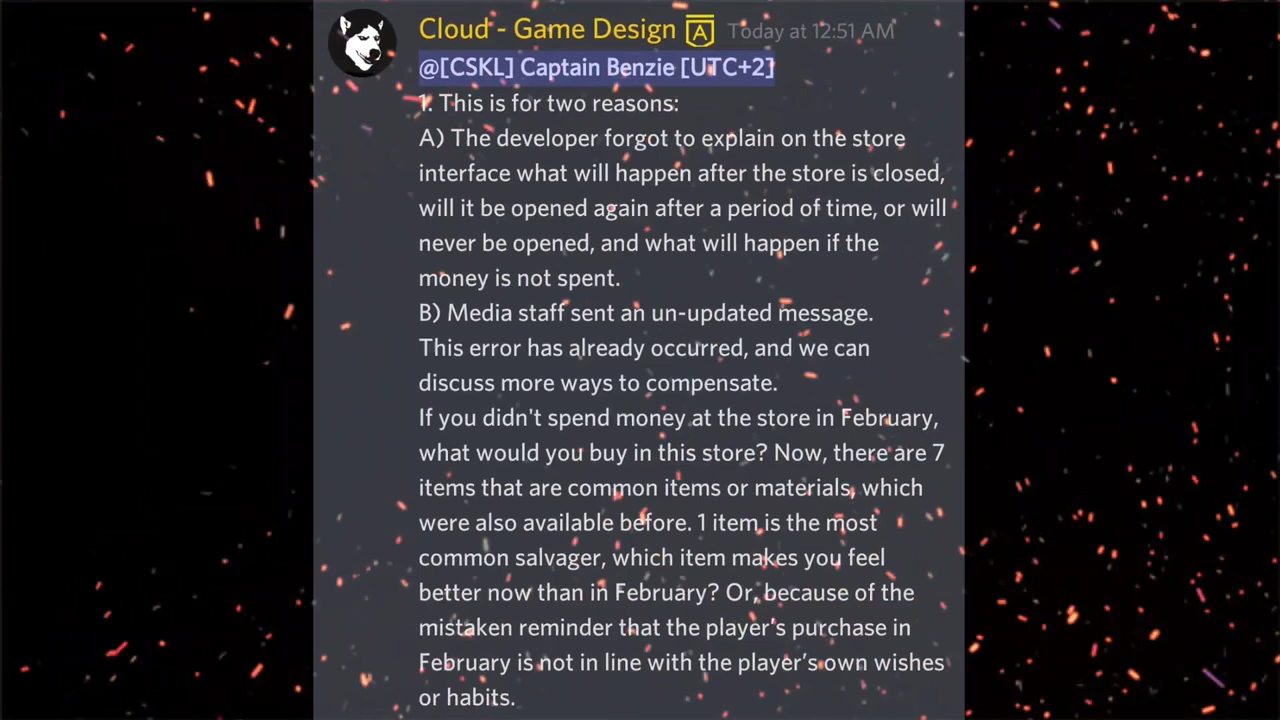 Cloud - Game Design A Today at 12:51 AM
@[CSKL] Captain Benzie [UTC+2]
1. This is for two reasons:
A) The developer forgot to explain on the store
interface what will happen after the store is closed,
will it be opened again after a period of time, or will
never be opened, and what will happen if the
money is not spent.
B) Media staff sent an un-updated message.
This error has already occurred, and we can
discuss more ways to compensate.
If you didn't spend money at the store in February,
what would you buy in this store? Now, there are 7
items that are common items or materials, which
were also available before. 1 item is the most
common salvager, which item makes you feel
better now than in February? Or, because of the
mistaken reminder that the player's purchase in
February is not in line with the player's own wishes
or habits.